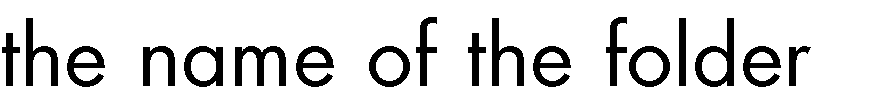 the name of the folder